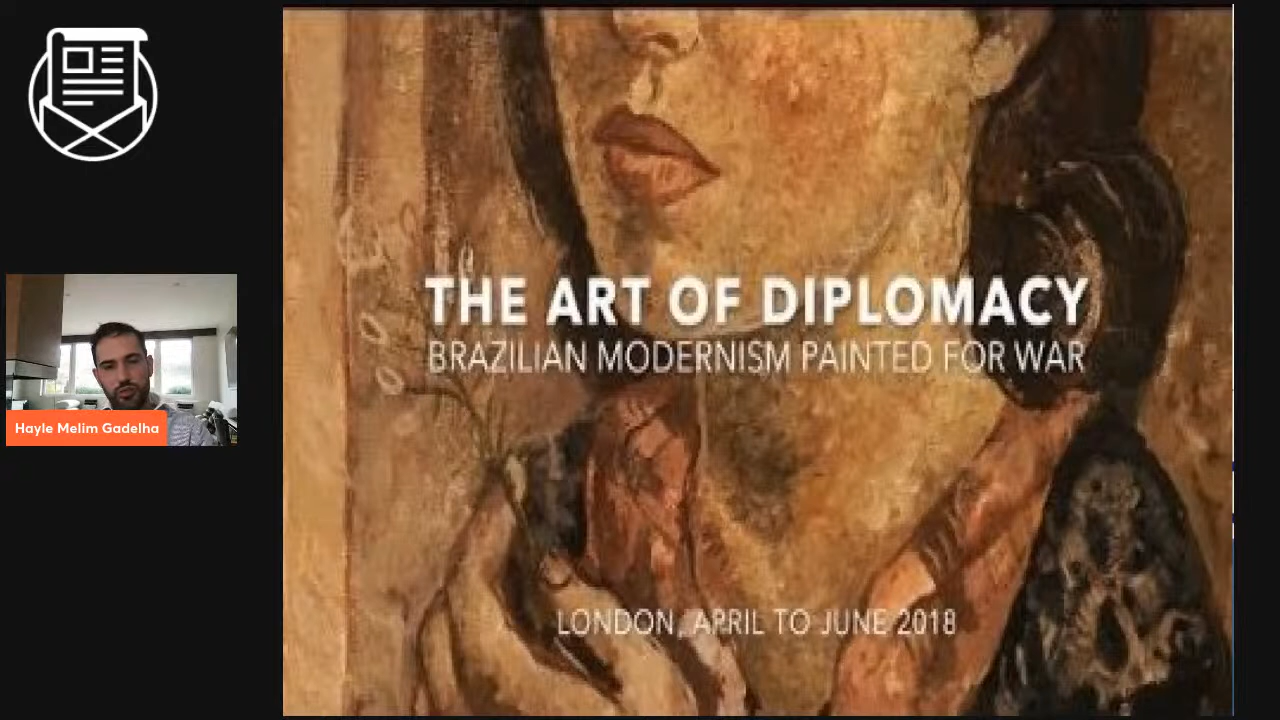 THE ART OF DIPLOMACY
BRAZILIAN MODERNISM PAINTED FOR WAR
Hayle Melim Gadelha
LONDON, APRIL TO JUNE 2018